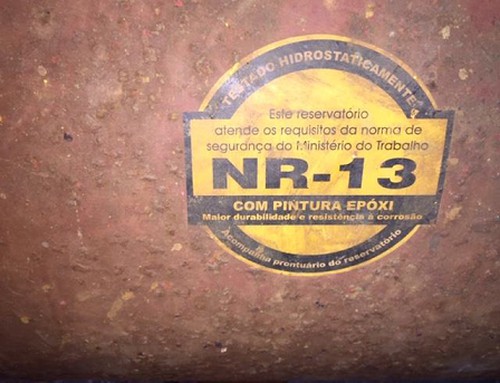 TESTADO HIDROSTATICAMENTE
Este reservatório
atende os requisitos da norma de
segurança do Ministério do Trabalho
NR-13
COM PINTURA EPÓXI
Maior durabilidade e resistência à corrosão
Acompanha prontuário do reservatório